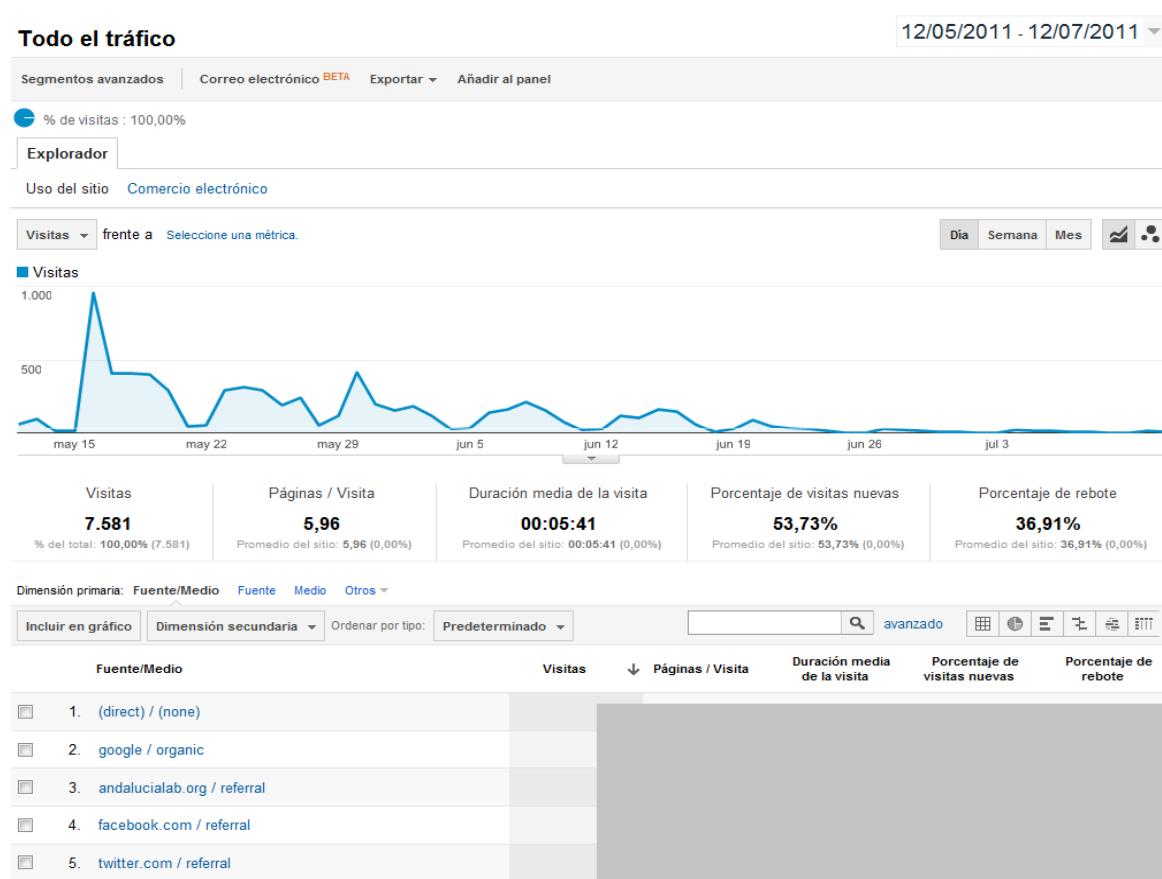 Todo el tráfico
12/05/2011 - 12/07/2011
Segmentos avanzados Correo electrónico BETA Exportar Añadir al panel
% de visitas : 100,00%
Explorador
Uso del sitio Comercio electrónico
Visitas frente a Seleccione una métrica. Día Semana Mes
Visitas
1.000
500
may 15 may 22 may 29 jun 5 jun 12 jun 19 jun 26 jul 3
Visitas Páginas / Visita Duración media de la visita Porcentaje de visitas nuevas Porcentaje de rebote
7.581 5,96 00:05:41 53,73% 36,91%
% del total: 100,00% (7.581) Promedio del sitio: 5,96 (0,00%) Promedio del sitio: 00:05:41 (0,00%) Promedio del sitio: 53,73% (0,00%) Promedio del sitio: 36,91% (0,00%)
Dimensión primaria: Fuente/Medio Fuente Medio Otros
Incluir en gráfico Dimensión secundaria Ordenar por tipo: Predeterminado avanzado
Fuente/Medio Visitas Páginas / Visita Duración media de la visita Porcentaje de visitas nuevas Porcentaje de rebote
1. (direct) / (none)
2. google / organic
3. andalucialab.org / referral
4. facebook.com / referral
5. twitter.com / referral